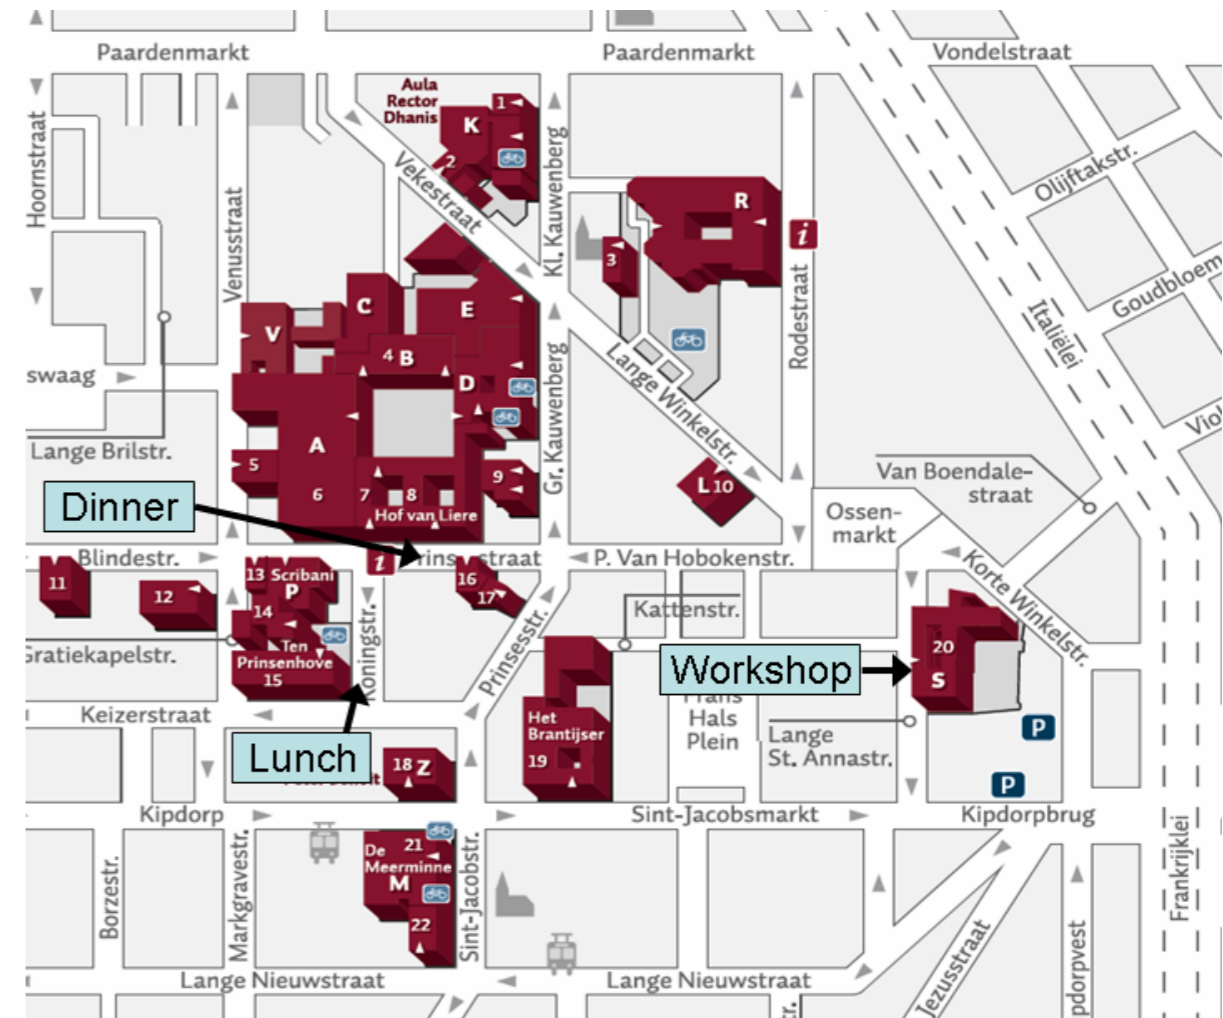 Paardenmarkt
Paardenmarkt
Vondelstraat
Aula
Rector
Dhanis
1
K
2
Hoornstraat
Vekestraat
Kl. Kauwenberg
Olijftakstr.
Venusstraat
R
3
i
Rodestraat
Goudbloem
Italiëlei
C
E
V
4 B
D
Lange Winkelstr.
swaag
Gr. Kauwenberg
Lange Brilstr.
A
5
6
7
8
9
Hof van Liere
L 10
Van Boendale-
straat
Dinner
Ossen-
markt
Blindestr.
i
straat
P. Van Hobokenstr.
Korte Winkelstr.
11
12
13 Scribani
P
14
16
17
Kattenstr.
Gratiekapelstr.
Ten
Prinsenhove
15
Koningstr.
Prinsesstr.
Workshop
20
S
Keizerstraat
Lunch
Het
Brantijser
19
Frans
Hals
Plein
Lange
St. Annastr.
P
P
18 Z
Kipdorp
Sint-Jacobsmarkt
Kipdorpbrug
Borzestr.
Markgravestr.
De
Meerminne
21
M
22
Sint-Jacobstr.
Frankrijklei
Lange Nieuwstraat
Lange Nieuwstraat
Jezusstraat
pdorpvest